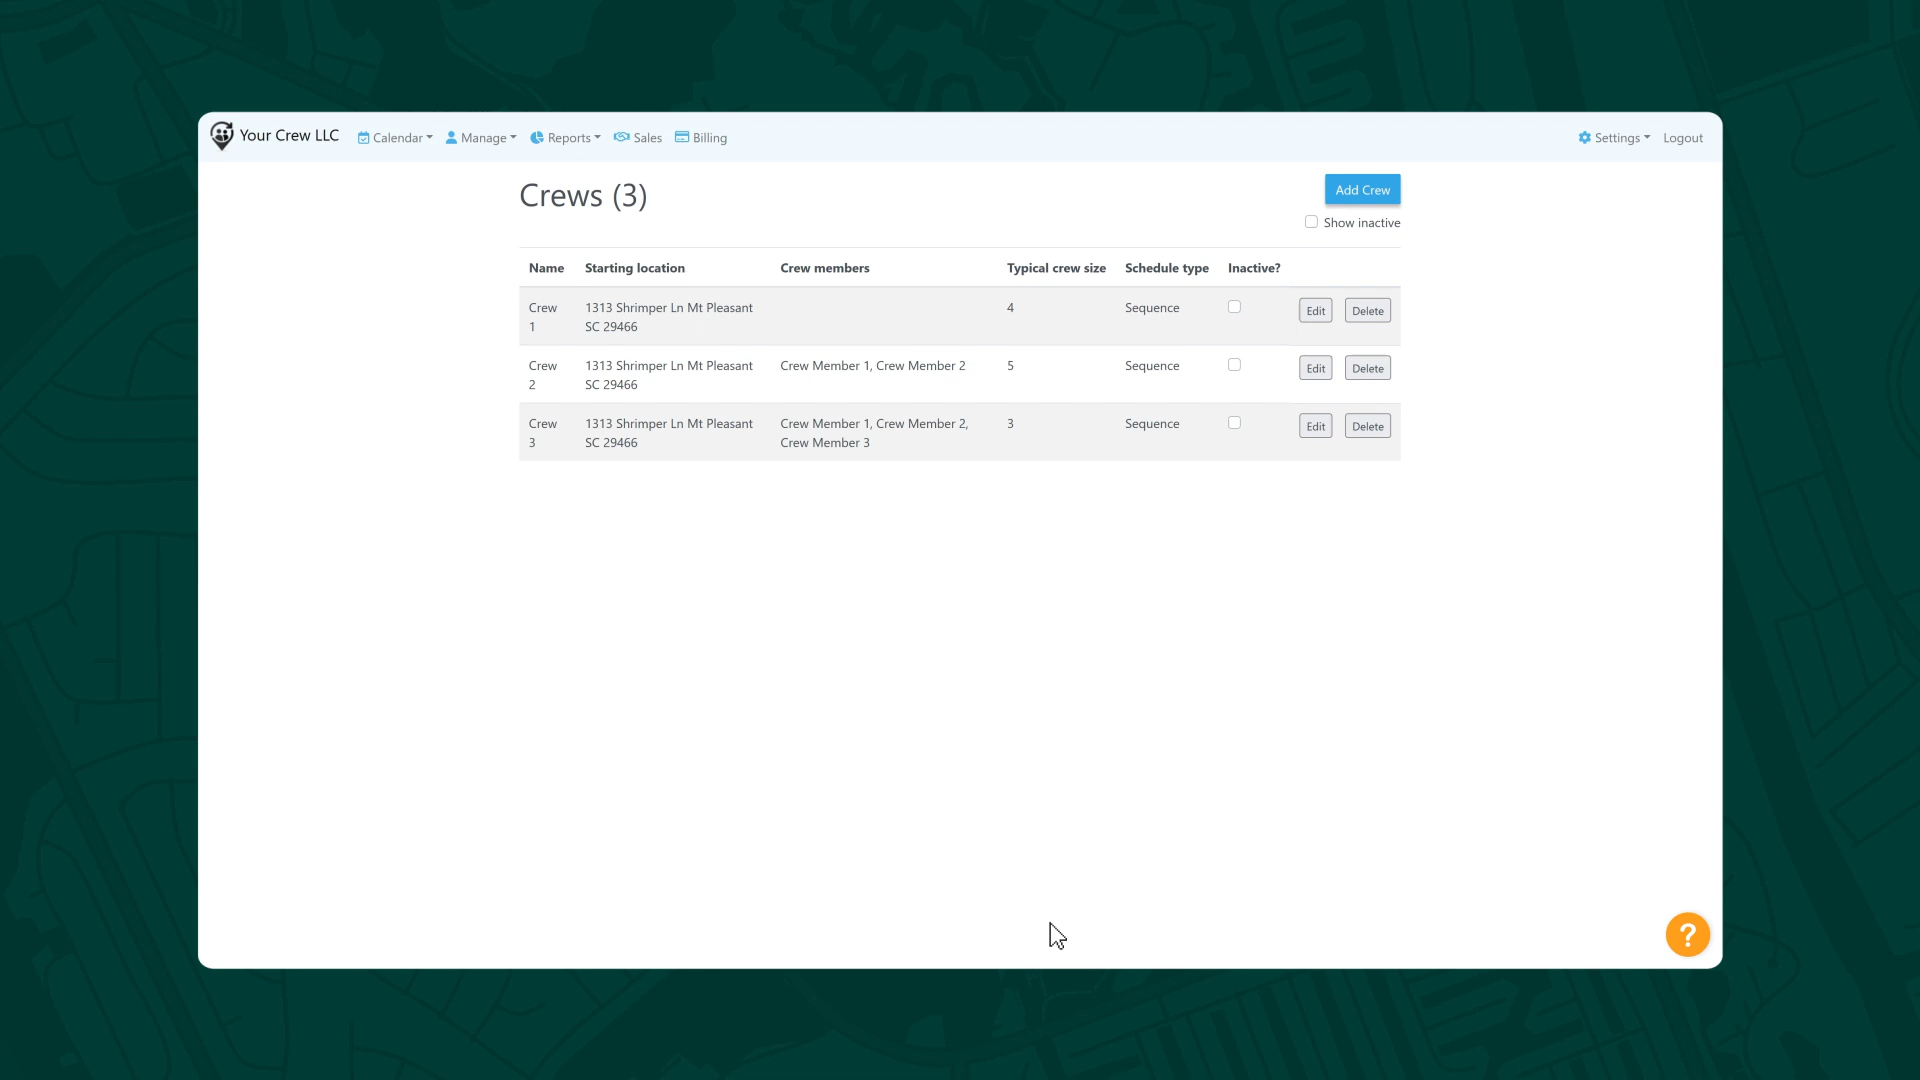 Your Crew LLC Calendar Manage Reports Sales Billing Settings Logout
Crews (3)
Add Crew
Show inactive
Name Starting location Crew members Typical crew size Schedule type Inactive?
Crew 1313 Shrimper Ln Mt Pleasant 4 Sequence Edit Delete
1 SC 29466
Crew 1313 Shrimper Ln Mt Pleasant Crew Member 1, Crew Member 2 5 Sequence Edit Delete
2 SC 29466
Crew 1313 Shrimper Ln Mt Pleasant Crew Member 1, Crew Member 2, 3 Sequence Edit Delete
3 SC 29466 Crew Member 3
?